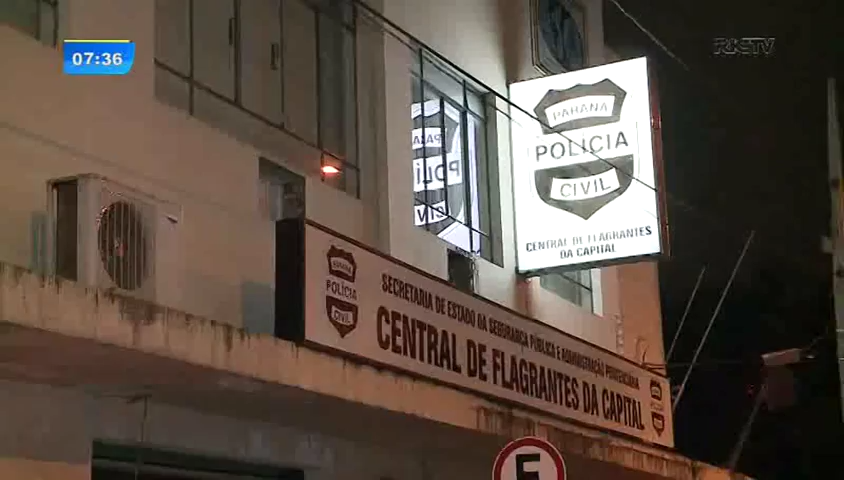 07:36
RICTV
PARANÁ
POLÍCIA
CIVIL
CENTRAL DE FLAGRANTES
DA CAPITAL
PARANÁ
POLÍCIA
CIVIL
SECRETARIA DE ESTADO DA SEGURANÇA PÚBLICA E ADMINISTRAÇÃO PENITENCIÁRIA
CENTRAL DE FLAGRANTES DA CAPITAL
E